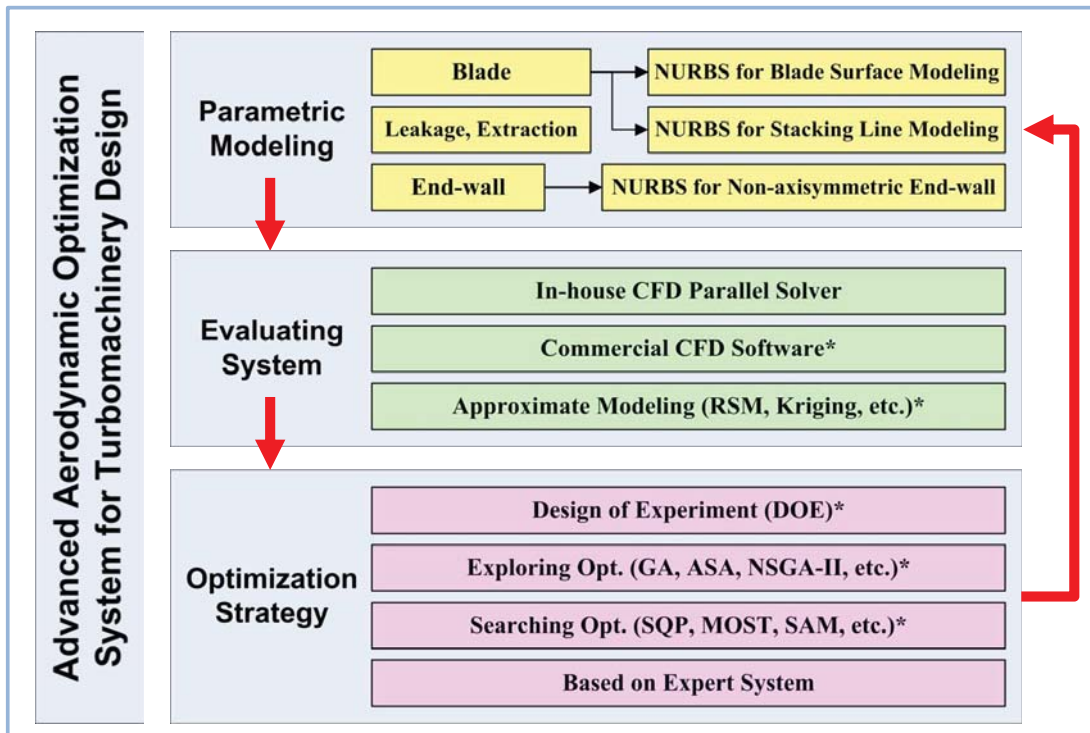 Advanced Aerodynamic Optimization
System for Turbomachinery Design
Parametric
Modeling
Blade
NURBS for Blade Surface Modeling
Leakage, Extraction
NURBS for Stacking Line Modeling
End-wall
NURBS for Non-axisymmetric End-wall
Evaluating
System
In-house CFD Parallel Solver
Commercial CFD Software*
Approximate Modeling (RSM, Kriging, etc.)*
Optimization
Strategy
Design of Experiment (DOE)*
Exploring Opt. (GA, ASA, NSGA-II, etc.)*
Searching Opt. (SQP, MOST, SAM, etc.)*
Based on Expert System